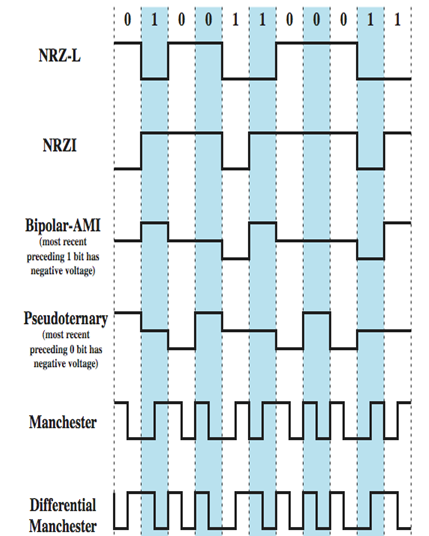 0 1 0 0 1 1 0 0 0 1 1
NRZ-L
NRZI
Bipolar-AMI
(most recent
preceding 1 bit has
negative voltage)
Pseudoternary
(most recent
preceding 0 bit has
negative voltage)
Manchester
Differential
Manchester